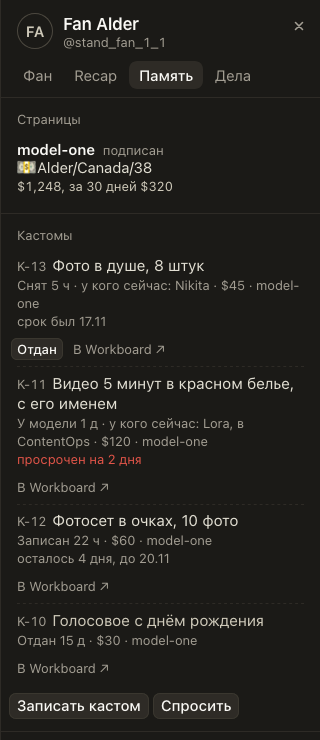 FA
Fan Alder
@stand_fan_1_1
×
Фан Recap Память Дела
Страницы
model-one подписан
💵Alder/Canada/38
$1,248, за 30 дней $320
Кастомы
K-13 Фото в душе, 8 штук
Снят 5 ч · у кого сейчас: Nikita · $45 · model-
one
срок был 17.11
Отдан В Workboard ↗
K-11 Видео 5 минут в красном белье,
с его именем
У модели 1 д · у кого сейчас: Lora, в
ContentOps · $120 · model-one
просрочен на 2 дня
В Workboard ↗
K-12 Фотосет в очках, 10 фото
Записан 22 ч · $60 · model-one
осталось 4 дня, до 20.11
В Workboard ↗
K-10 Голосовое с днём рождения
Отдан 15 д · $30 · model-one
В Workboard ↗
Записать кастом Спросить